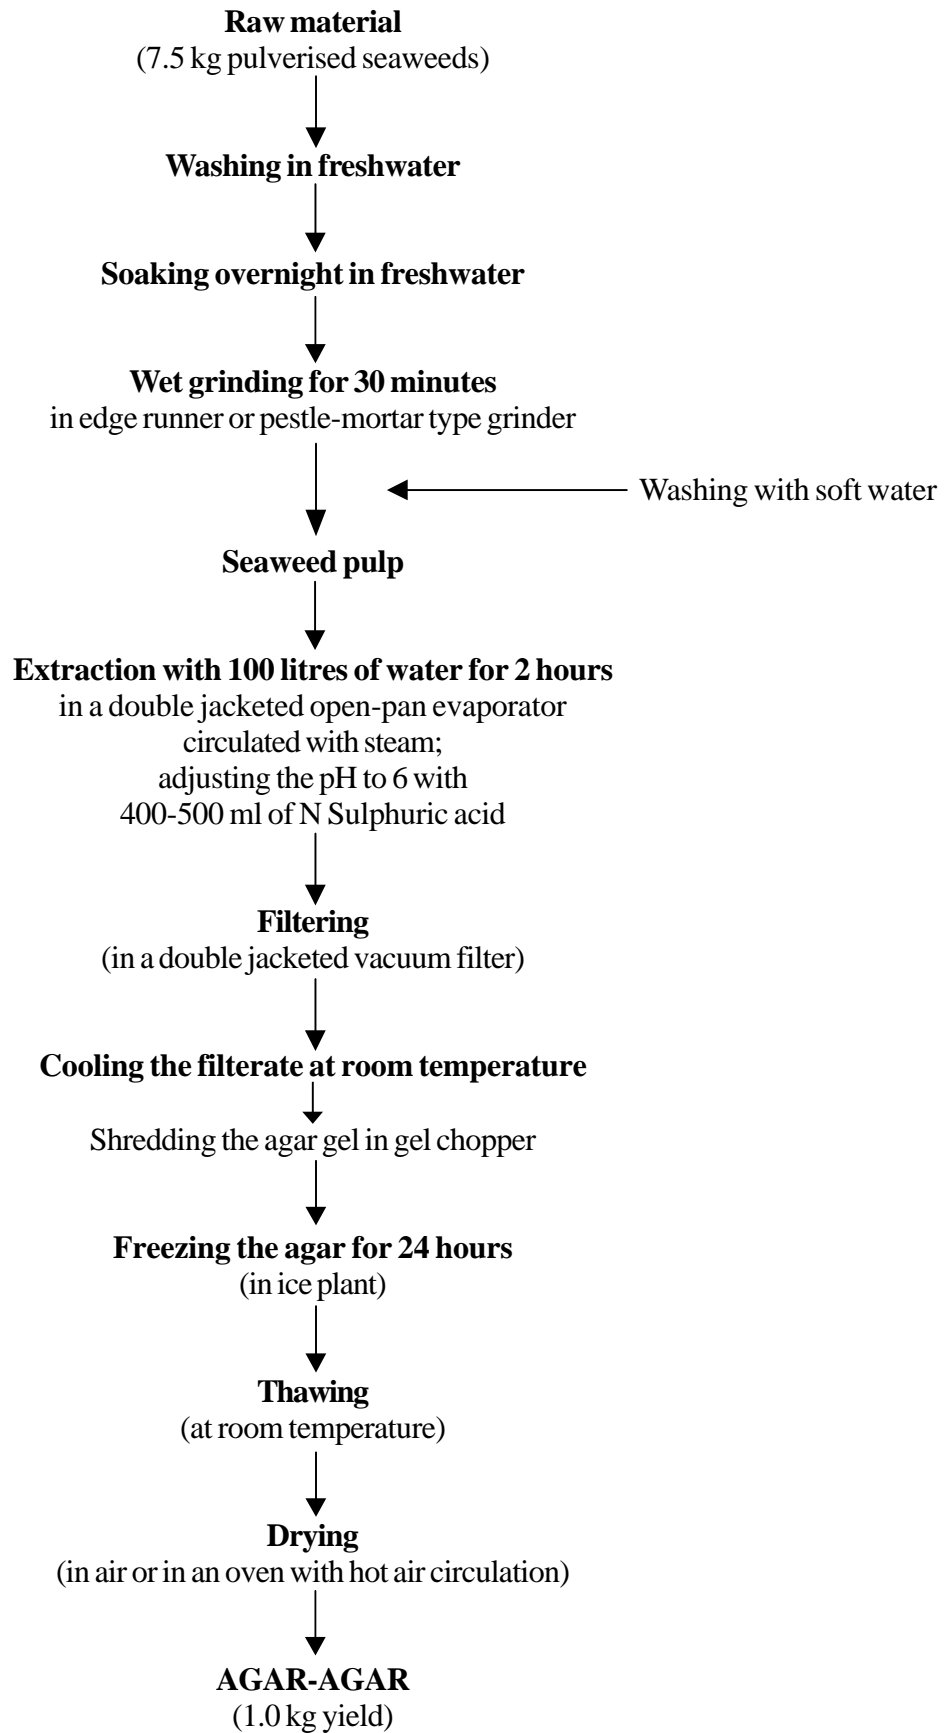 Raw material
(7.5 kg pulverised seaweeds)
Washing in freshwater
Soaking overnight in freshwater
Wet grinding for 30 minutes
in edge runner or pestle-mortar type grinder
Washing with soft water
Seaweed pulp
Extraction with 100 litres of water for 2 hours
in a double jacketed open-pan evaporator
circulated with steam;
adjusting the pH to 6 with
400-500 ml of N Sulphuric acid
Filtering
(in a double jacketed vacuum filter)
Cooling the filterate at room temperature
Shredding the agar gel in gel chopper
Freezing the agar for 24 hours
(in ice plant)
Thawing
(at room temperature)
Drying
(in air or in an oven with hot air circulation)
AGAR-AGAR
(1.0 kg yield)